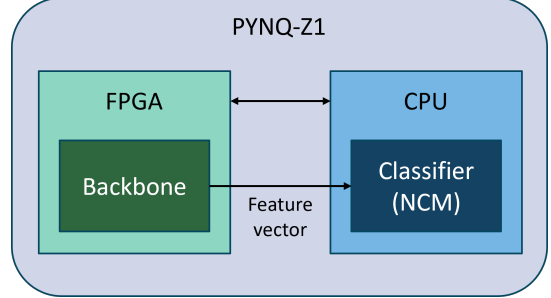 PYNQ-Z1
FPGA
CPU
Backbone
Feature
vector
Classifier
(NCM)